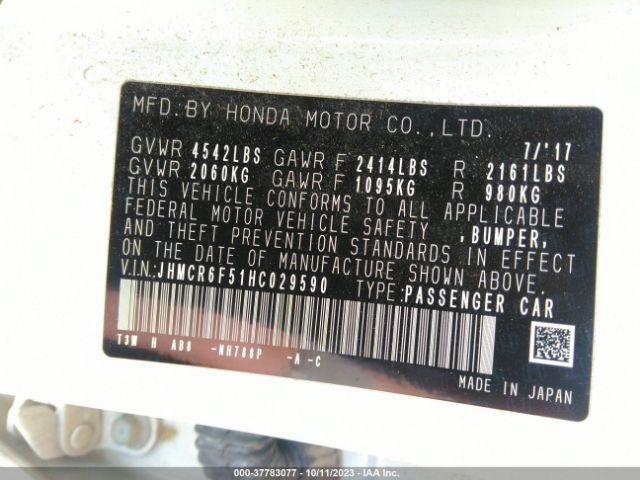 MFD. BY HONDA MOTOR CO.,LTD. 7/'17
GVWR 4542LBS GAWR F 2414LBS R 2161LBS
GVWR 2060KG GAWR F 1095KG R 980KG
THIS VEHICLE CONFORMS TO ALL APPLICABLE
FEDERAL MOTOR VEHICLE SAFETY ,BUMPER,
AND THEFT PREVENTION STANDARDS IN EFFECT
ON THE DATE OF MANUFACTURE SHOWN ABOVE.
V.IN:JHMCR6F51HC029590 TYPE:PASSENGER CAR
T3W H AB8 -NH788P -A -C
MADE IN JAPAN
000-37783077 - 10/11/2023 - IAA Inc.